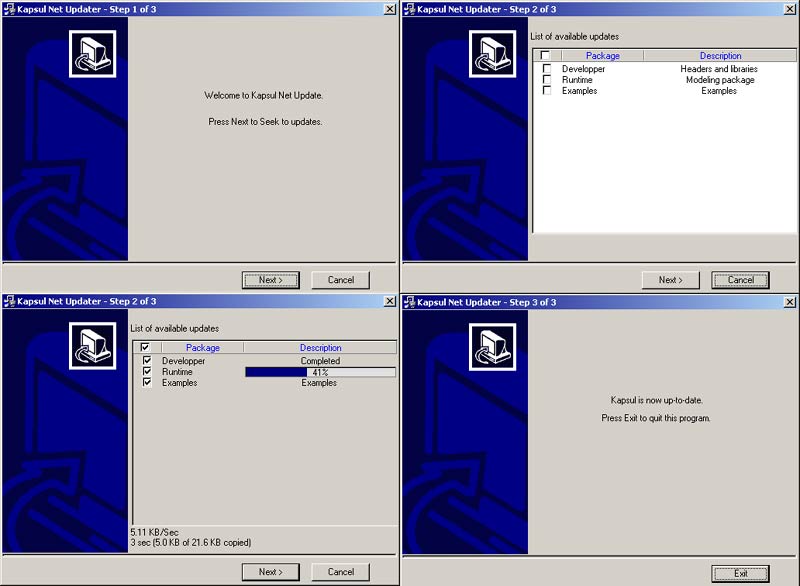 Kapsul Net Updater - Step 1 of 3
Welcome to Kapsul Net Update.
Press Next to Seek to updates.
Next >
Cancel
Kapsul Net Updater - Step 2 of 3
List of available updates
Package Description
Developper Headers and libraries
Runtime Modeling package
Examples Examples
Next >
Cancel
Kapsul Net Updater - Step 2 of 3
List of available updates
Package Description
Developper Completed
Runtime 41%
Examples Examples
5.11 KB/Sec
3 sec (5.0 KB of 21.6 KB copied)
Next >
Cancel
Kapsul Net Updater - Step 3 of 3
Kapsul is now up-to-date.
Press Exit to quit this program.
Exit